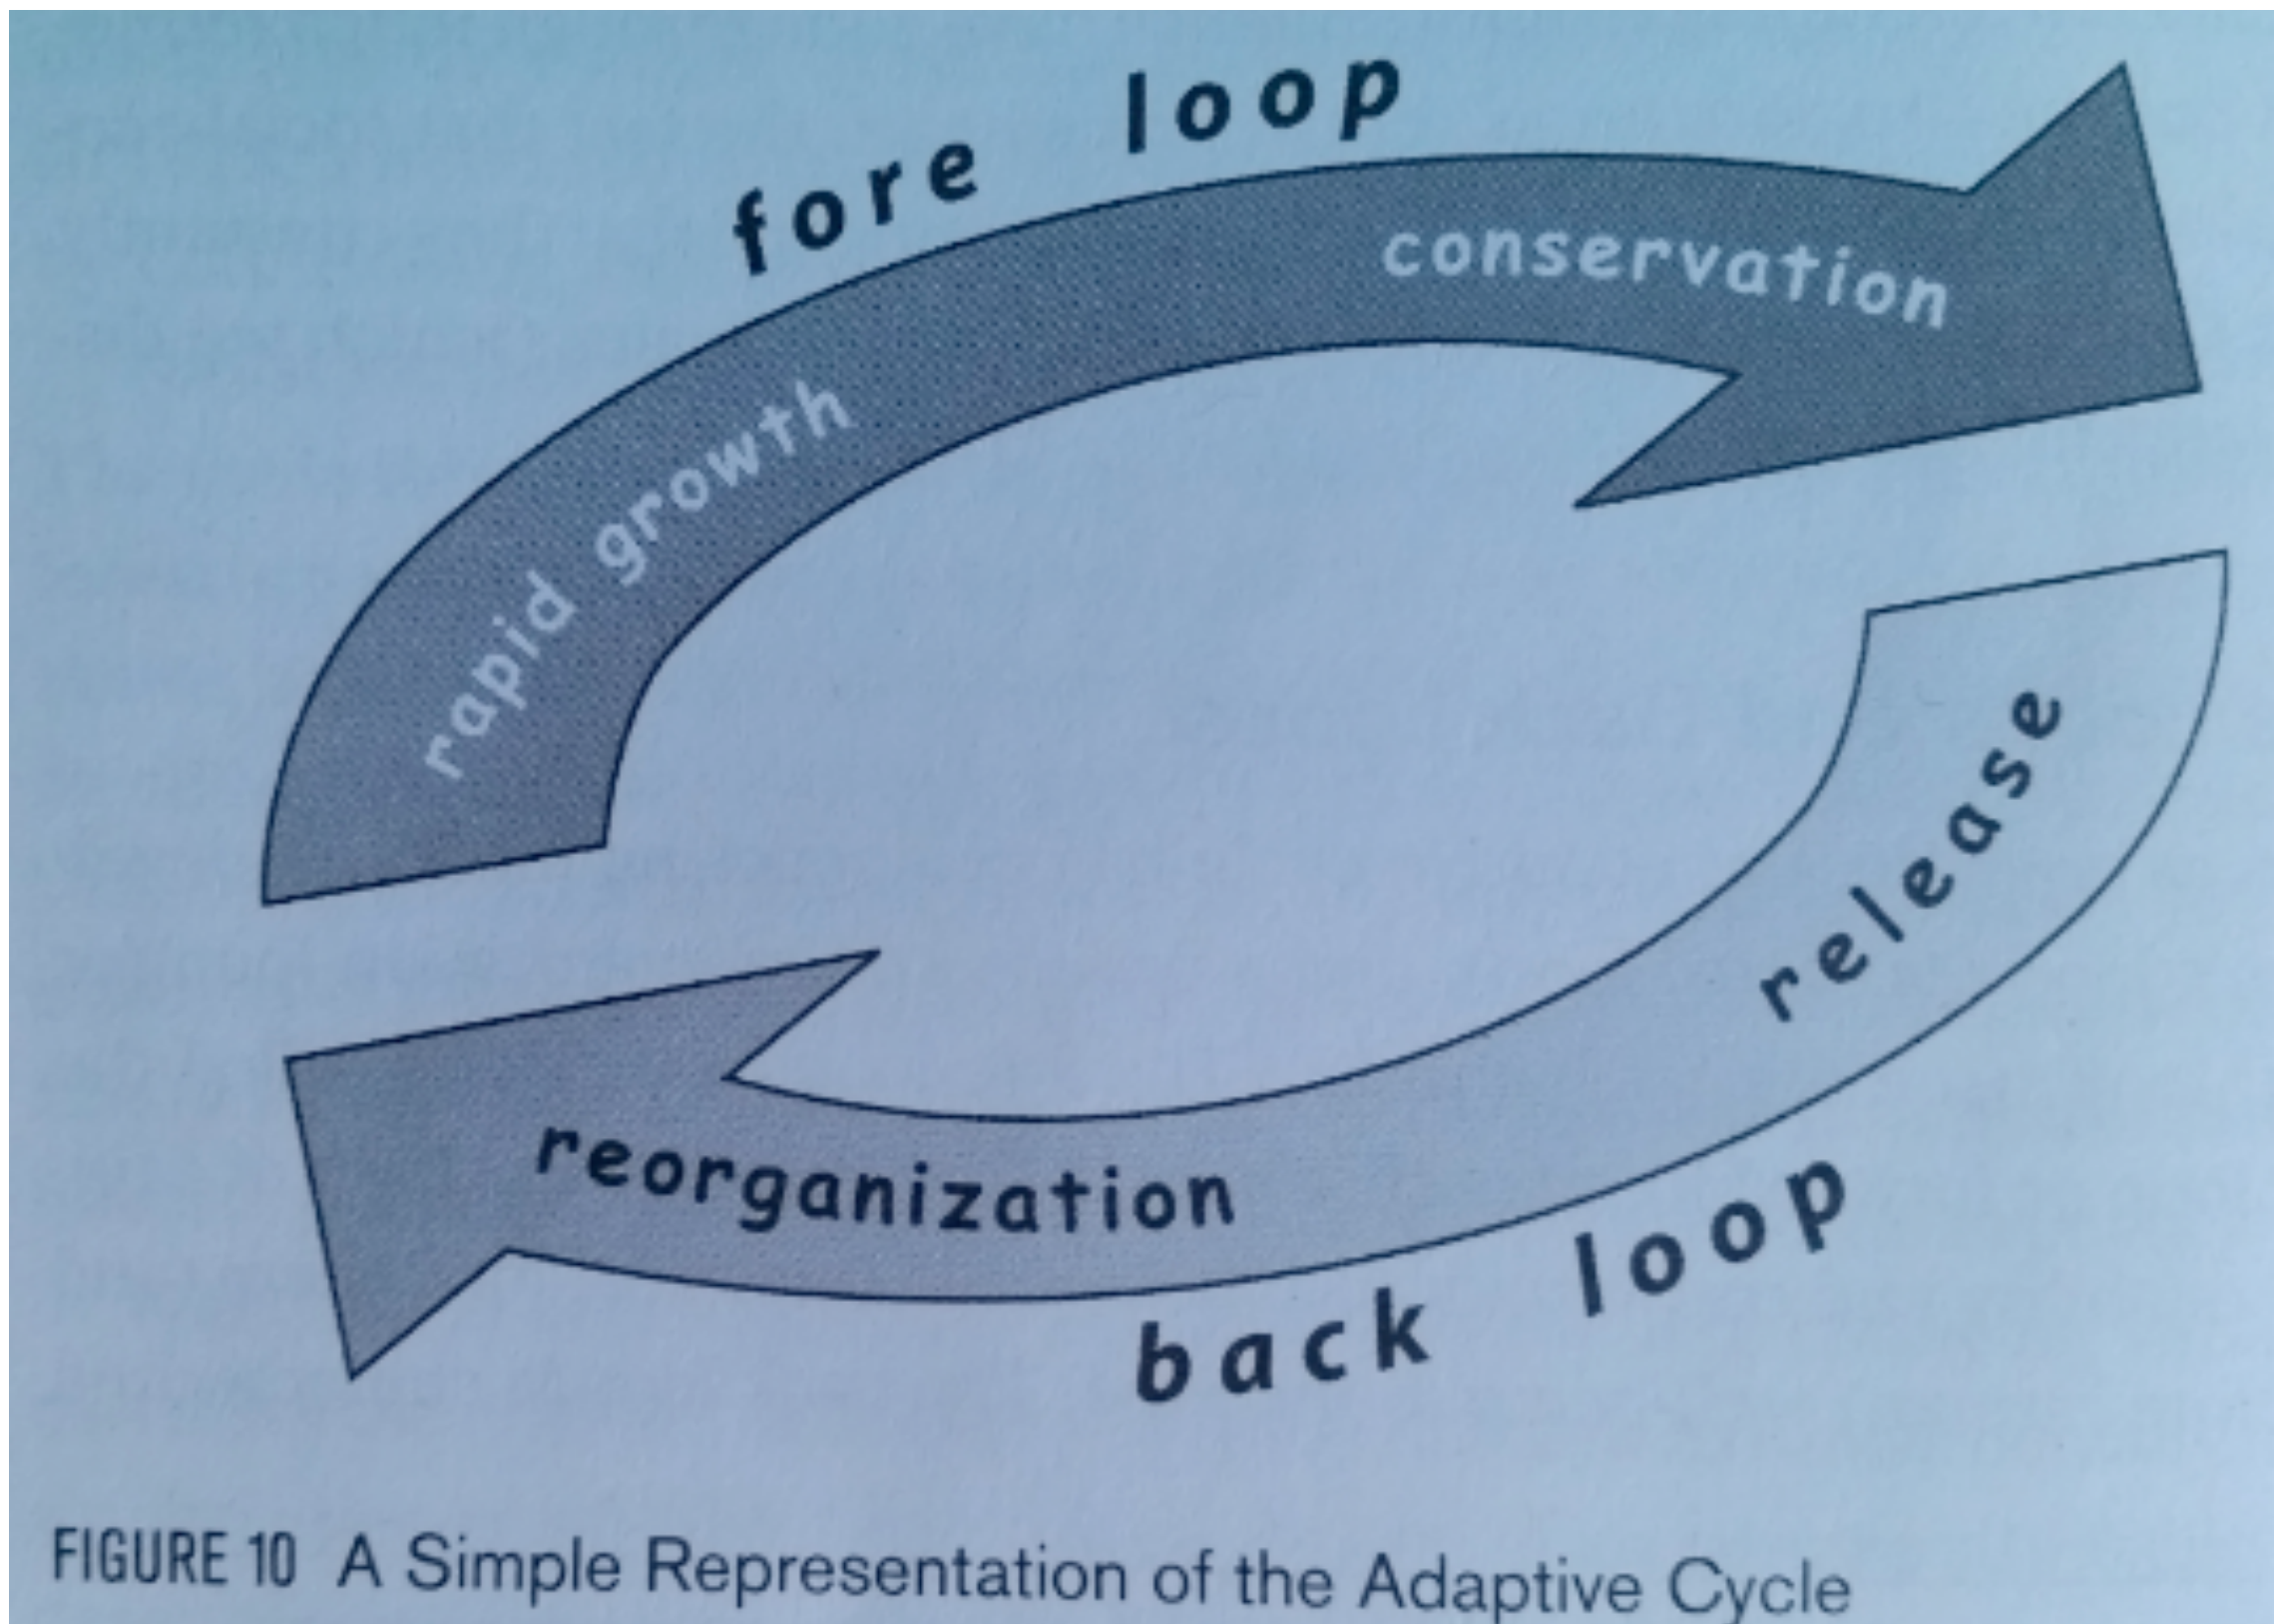 fore loop
conservation
rapid growth
release
reorganization
back loop
FIGURE 10 A Simple Representation of the Adaptive Cycle